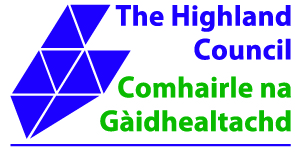 The Highland
Council
Comhairle na
Gàidhealtachd